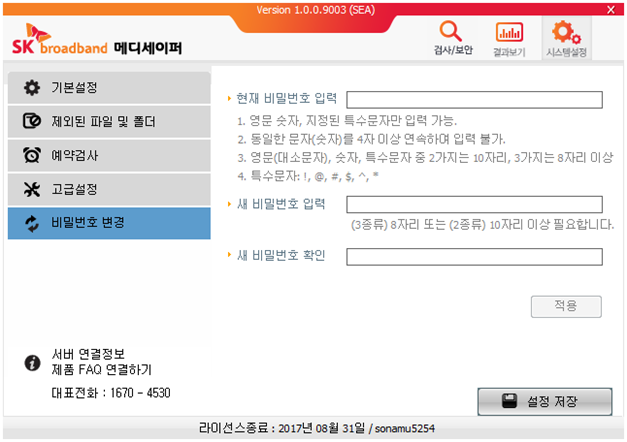 Version 1.0.0.9003 (SEA)
X
SK broadband 메디세이퍼
검사/보안
결과보기
시스템설정
기본설정
제외된 파일 및 폴더
예약검사
고급설정
비밀번호 변경
현재 비밀번호 입력
1. 영문 숫자, 지정된 특수문자만 입력 가능.
2. 동일한 문자(숫자)를 4자 이상 연속하여 입력 불가.
3. 영문(대소문자), 숫자, 특수문자 중 2가지는 10자리, 3가지는 8자리 이상
4. 특수문자: !, @, #, $, ^, *
새 비밀번호 입력
(3종류) 8자리 또는 (2종류) 10자리 이상 필요합니다.
새 비밀번호 확인
적용
서버 연결정보
제품 FAQ 연결하기
대표전화 : 1670 - 4530
설정 저장
라이선스종료 : 2017년 08월 31일 / sonamu5254